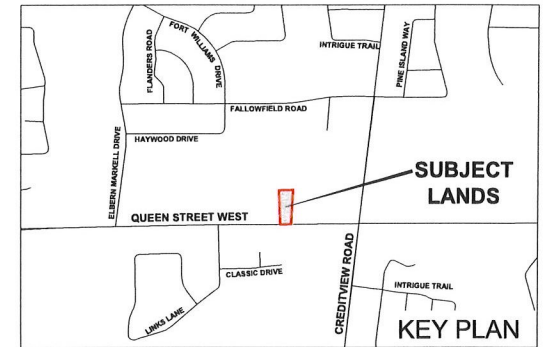 FORT WILLIAMS DRIVE
FLANDERS ROAD
INTRIGUE TRAIL
PINE ISLAND WAY
FALLOWFIELD ROAD
HAYWOOD DRIVE
ELBERN MARKELL DRIVE
SUBJECT
LANDS
QUEEN STREET WEST
CREDITVIEW ROAD
CLASSIC DRIVE
INTRIGUE TRAIL
LINKS LANE
KEY PLAN